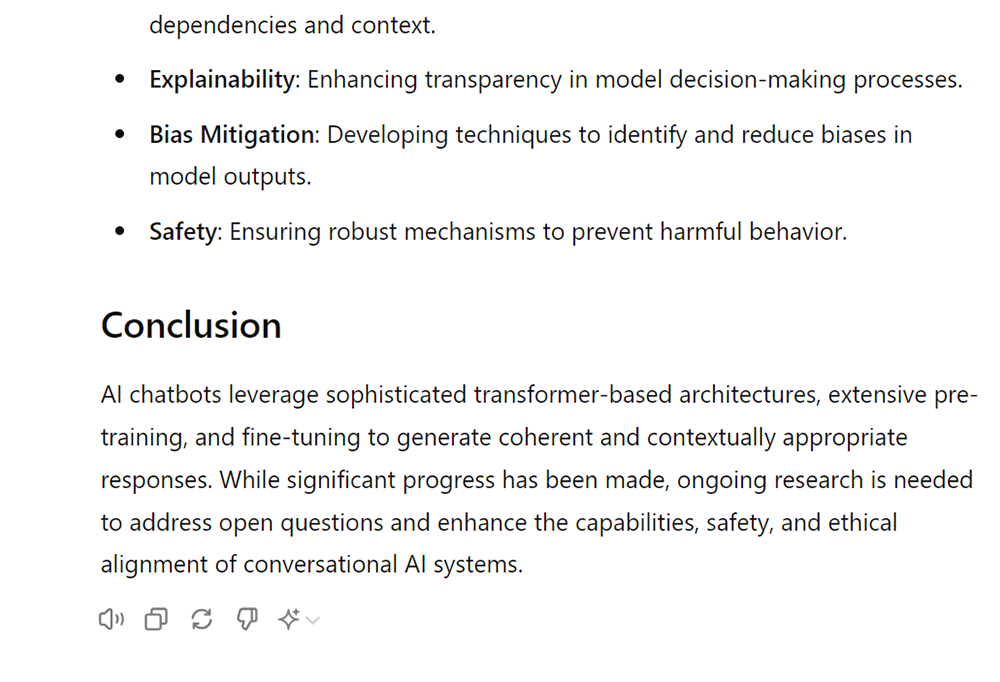 dependencies and context.
• Explainability: Enhancing transparency in model decision-making processes.
• Bias Mitigation: Developing techniques to identify and reduce biases in
model outputs.
• Safety: Ensuring robust mechanisms to prevent harmful behavior.
Conclusion
AI chatbots leverage sophisticated transformer-based architectures, extensive pre-
training, and fine-tuning to generate coherent and contextually appropriate
responses. While significant progress has been made, ongoing research is needed
to address open questions and enhance the capabilities, safety, and ethical
alignment of conversational AI systems.